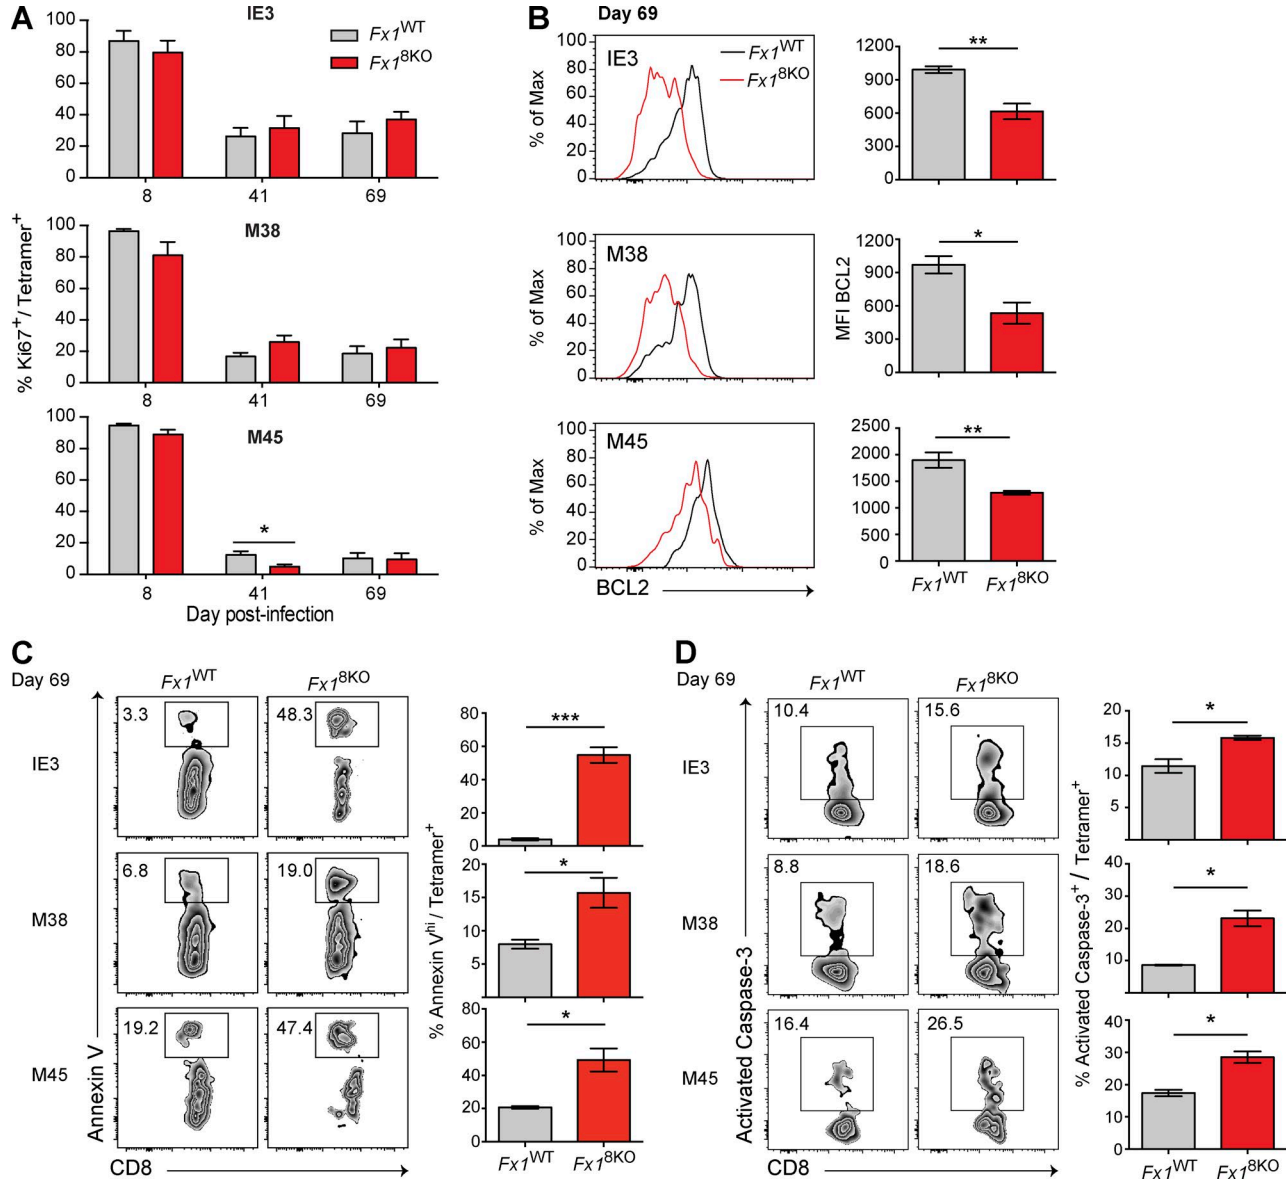 A
IE3
Fx1WT
Fx18KO
100
80
60
40
20
0
8
41
69
M38
100
80
60
40
20
0
8
41
69
M45
100
80
60
40
20
0
*
8
41
69
% Ki67+/ Tetramer+
Day post-infection
B
Day 69
IE3
Fx1WT
Fx18KO
% of Max
100
80
60
40
20
0
**
1200
900
600
300
0
M38
% of Max
100
80
60
40
20
0
*
1200
900
600
300
0
MFI BCL2
M45
% of Max
100
80
60
40
20
0
BCL2
**
2500
2000
1500
1000
500
0
Fx1WT
Fx18KO
C
Day 69
Fx1WT
Fx18KO
IE3
3.3
48.3
***
80
60
40
20
0
M38
6.8
19.0
*
20
15
10
5
M45
19.2
47.4
*
80
60
40
20
0
Annexin V
CD8
% Annexin Vhi/ Tetramer+
Fx1WT
Fx18KO
D
Day 69
Fx1WT
Fx18KO
IE3
10.4
15.6
*
20
15
10
5
M38
8.8
18.6
*
40
30
20
10
0
M45
16.4
26.5
*
40
30
20
10
0
Activated Caspase-3
CD8
% Activated Caspase-3+ / Tetramer+
Fx1WT
Fx18KO